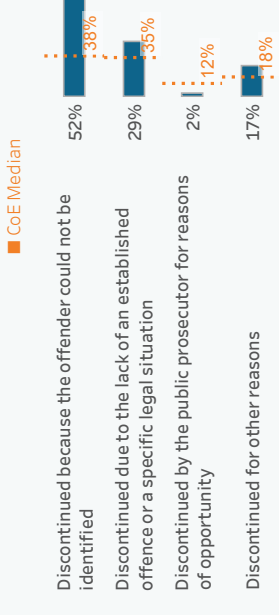 CoE Median
Discontinued because the offender could not be
identified
52%
38%
Discontinued due to the lack of an established
offence or a specific legal situation
29%
35%
Discontinued by the public prosecutor for reasons
of opportunity
2%
12%
Discontinued for other reasons
17%
18%